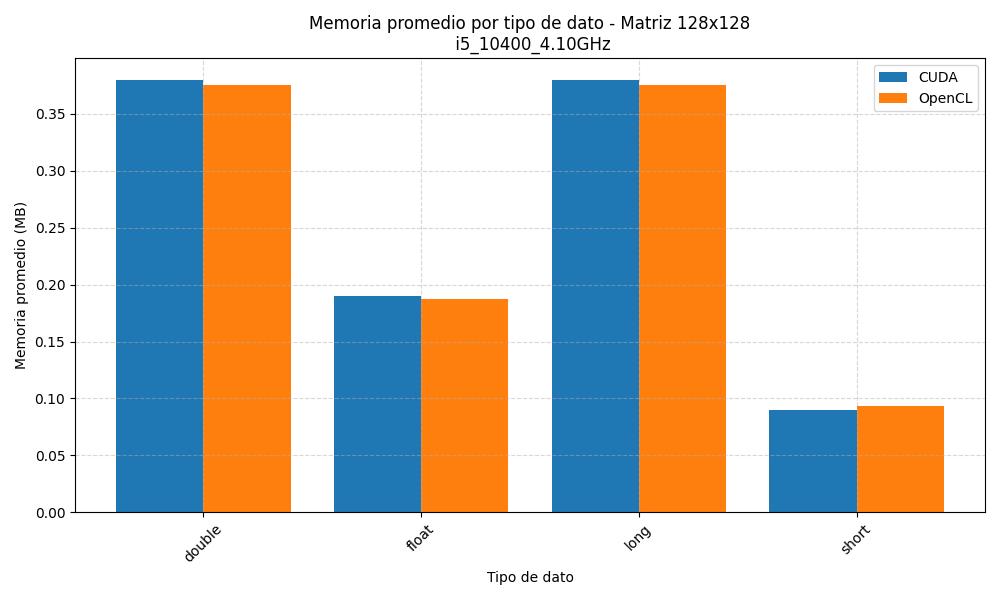 Memoria promedio por tipo de dato - Matriz 128x128
i5_10400_4.10GHz
CUDA
OpenCL
Memoria promedio (MB)
0.35
0.30
0.25
0.20
0.15
0.10
0.05
0.00
double
float
long
short
Tipo de dato